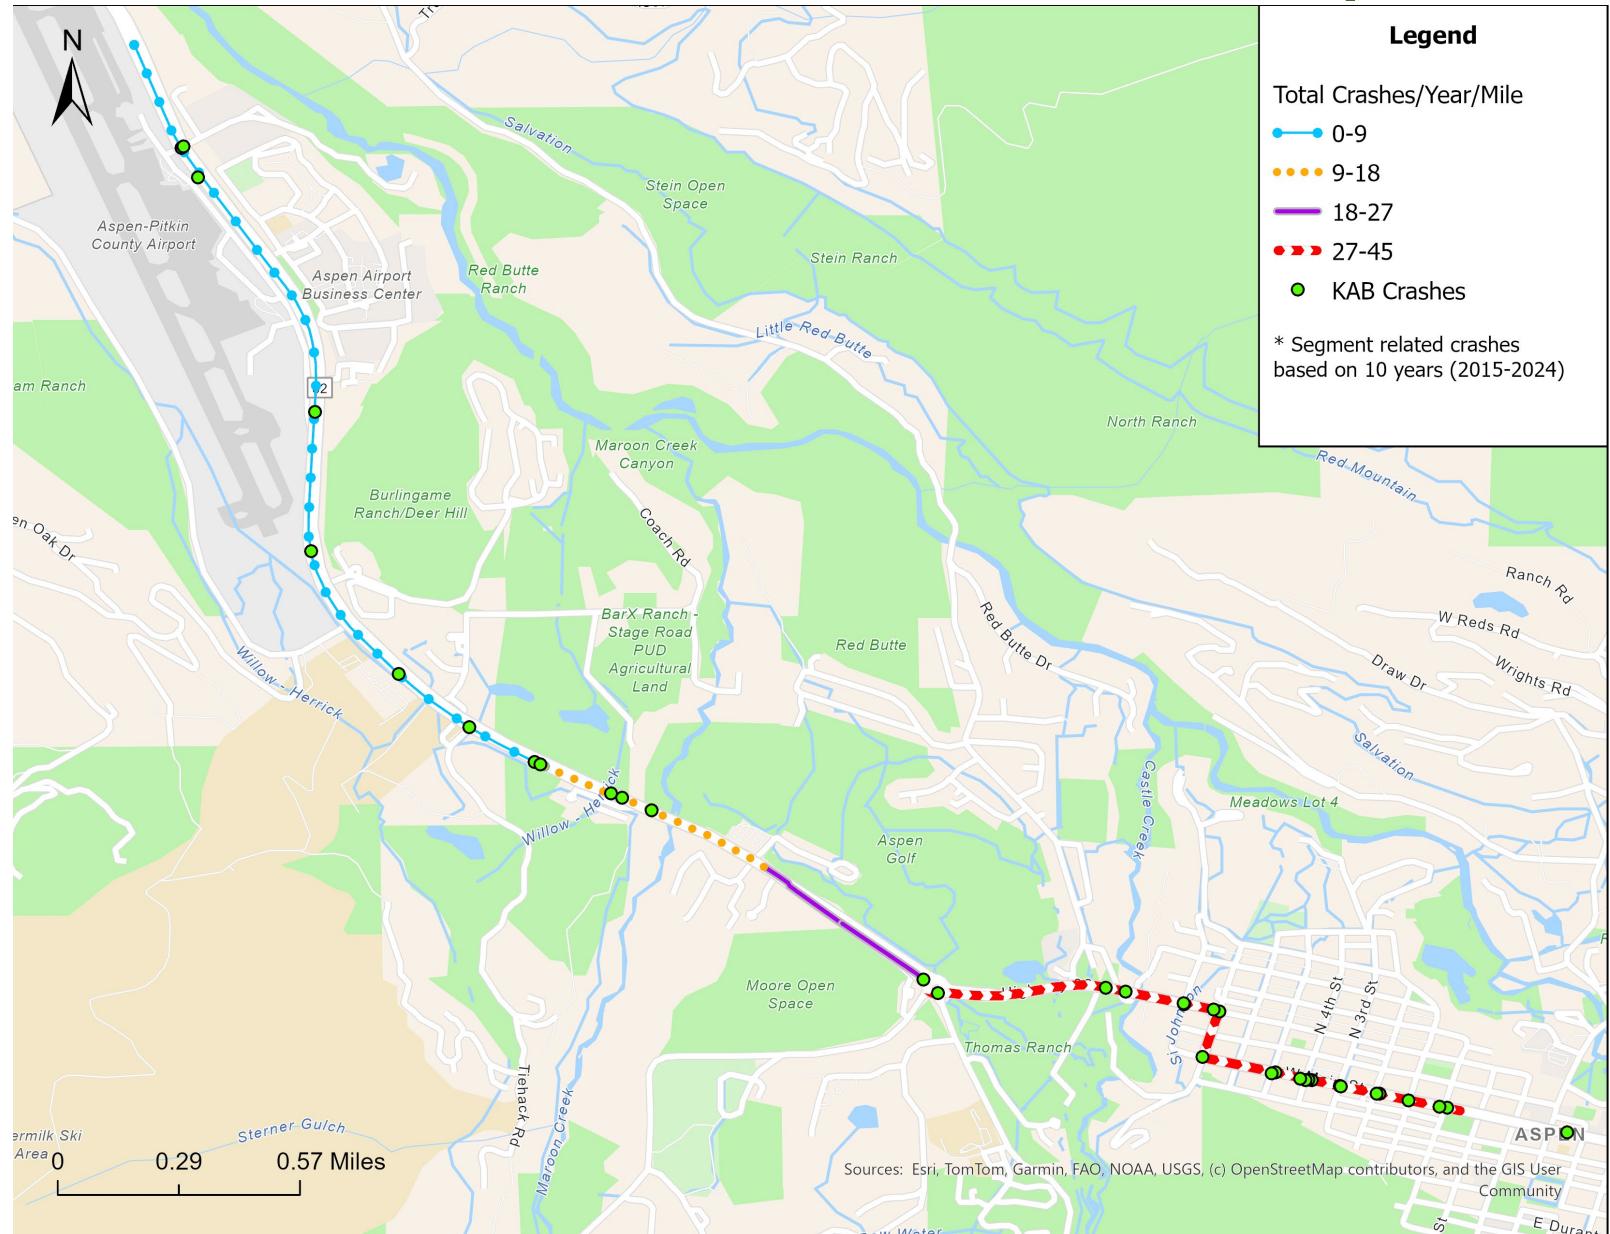 N
Legend
Total Crashes/Year/Mile
0-9
9-18
18-27
27-45
KAB Crashes
* Segment related crashes
based on 10 years (2015-2024)
Salvation
Stein Open
Space
Aspen-Pitkin
County Airport
Stein Ranch
Red Butte
Ranch
Aspen Airport
Business Center
Little Red Butte
am Ranch
North Ranch
Maroon Creek
Canyon
Red Mountain
Burlingame
Ranch/Deer Hill
en Oak Dr
Coach Rd
Ranch Rd
BarX Ranch -
Stage Road
PUD
Agricultural
Land
W Reds Rd
Red Butte Dr
Red Butte
Draw Dr
Wrights Rd
Willow - Herrick
Salvation
Castle Creek
Meadows Lot 4
Willow - Herrick
Aspen
Golf
Moore Open
Space
N 4th St
N 3rd St
Si Johnson
Thomas Ranch
Tiehack Rd
Maroon Creek
Sterner Gulch
ermilk Ski
Area
ASPEN
0 0.29 0.57 Miles
Sources: Esri, TomTom, Garmin, FAO, NOAA, USGS, (c) OpenStreetMap contributors, and the GIS User
Community
St
E Durant